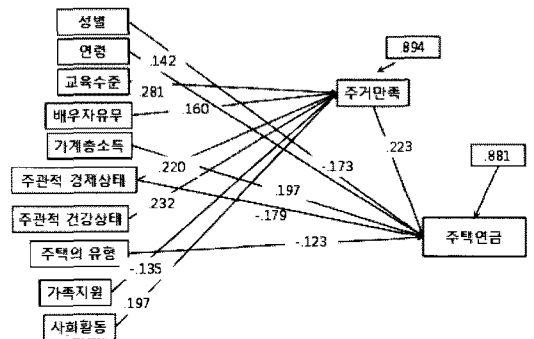 성별
연령
교육수준
배우자유무
가계총소득
주관적 경제상태
주관적 건강상태
주택의 유형
가족지원
사회활동
.142
.281
.160
.220
.232
-.135
.197
-.173
.197
-.179
-.123
.223
.894
주거만족
.881
주택연금